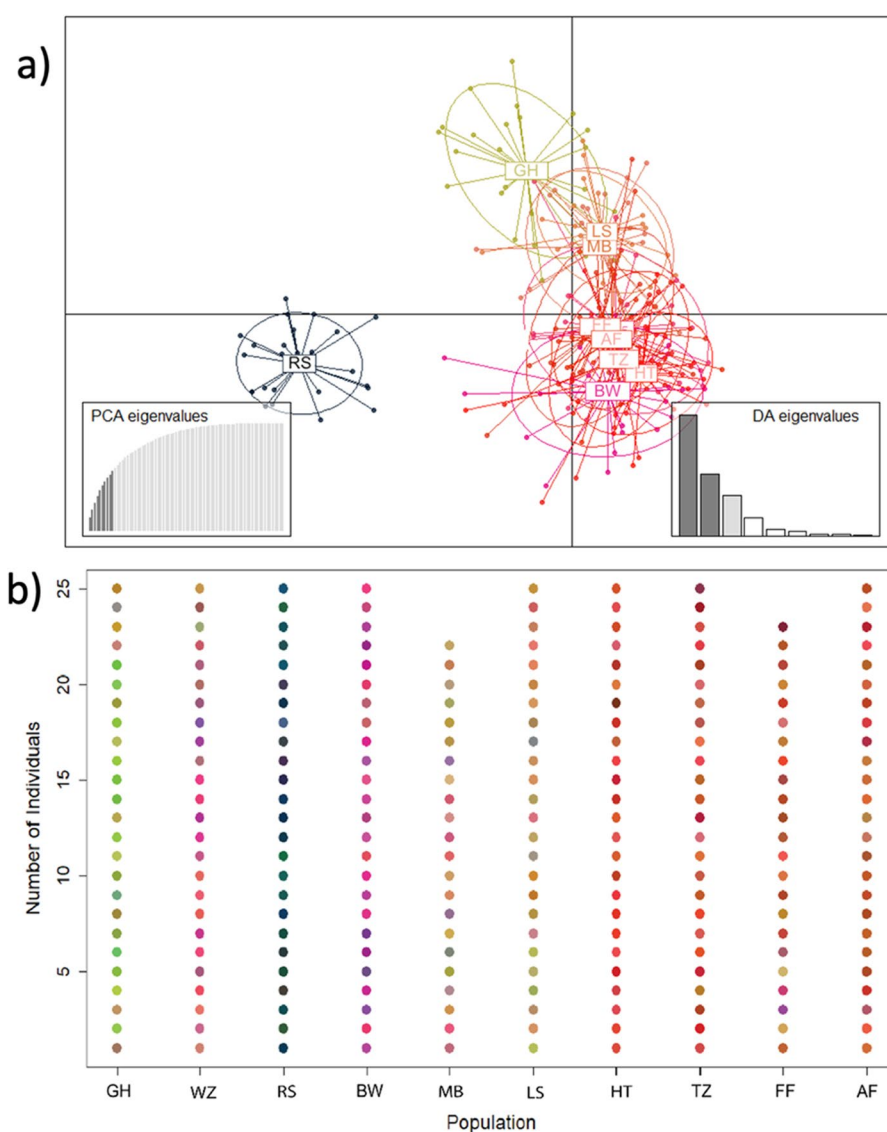 a)
GH
LS
MB
FF
AF
TZ
HT
RS
BW
PCA eigenvalues
DA eigenvalues
b)
25
20
15
10
5
Number of Individuals
GH WZ RS BW MB LS HT TZ FF AF
Population